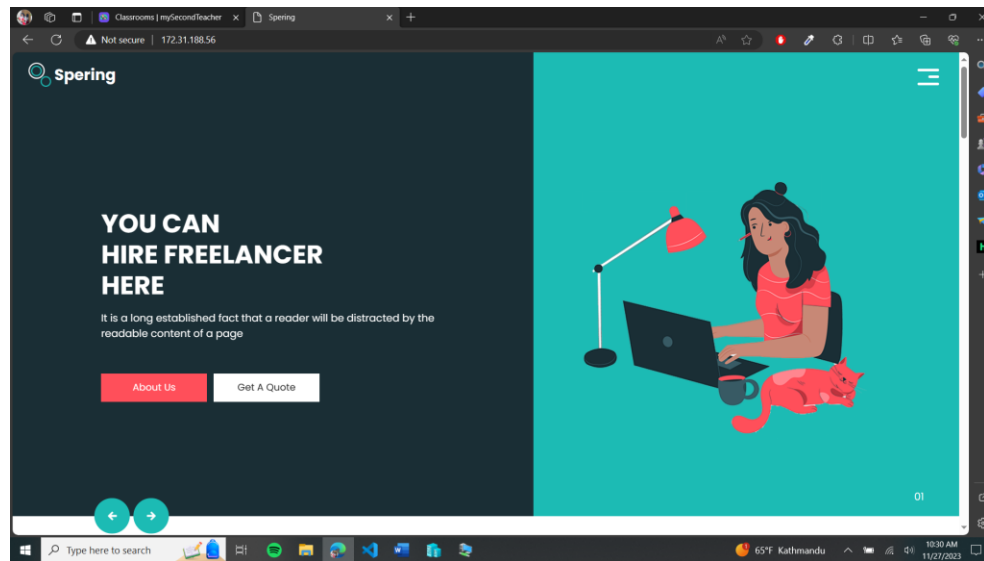 Classrooms | mySecondTeacher
Spering
Not secure | 172.31.188.56
Spering
YOU CAN
HIRE FREELANCER
HERE
It is a long established fact that a reader will be distracted by the
readable content of a page
About Us
Get A Quote
01
Type here to search
65°F Kathmandu
10:30 AM
11/27/2023